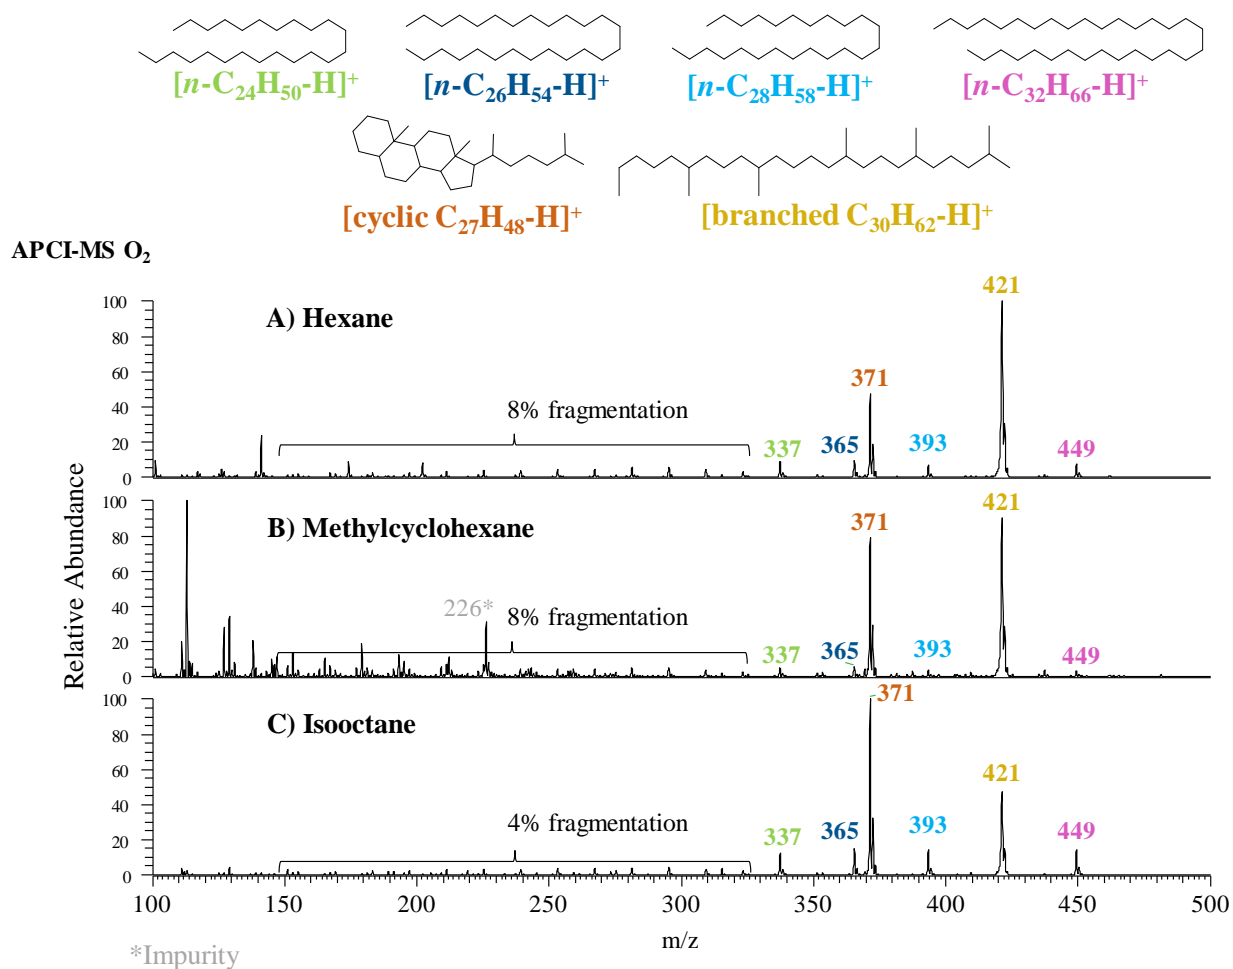 [n-C24H50-H]+ [n-C26H54-H]+ [n-C28H58-H]+ [n-C32H66-H]+
[cyclic C27H48-H]+ [branched C30H62-H]+
APCI-MS O2
Relative Abundance
A) Hexane
100
80
60
40
20
0
8% fragmentation
337
365
371
393
421
449
B) Methylcyclohexane
100
80
60
40
20
0
226*
8% fragmentation
337
365
371
393
421
449
C) Isooctane
100
80
60
40
20
0
4% fragmentation
337
365
371
393
421
449
100 150 200 250 300 350 400 450 500
m/z
*Impurity